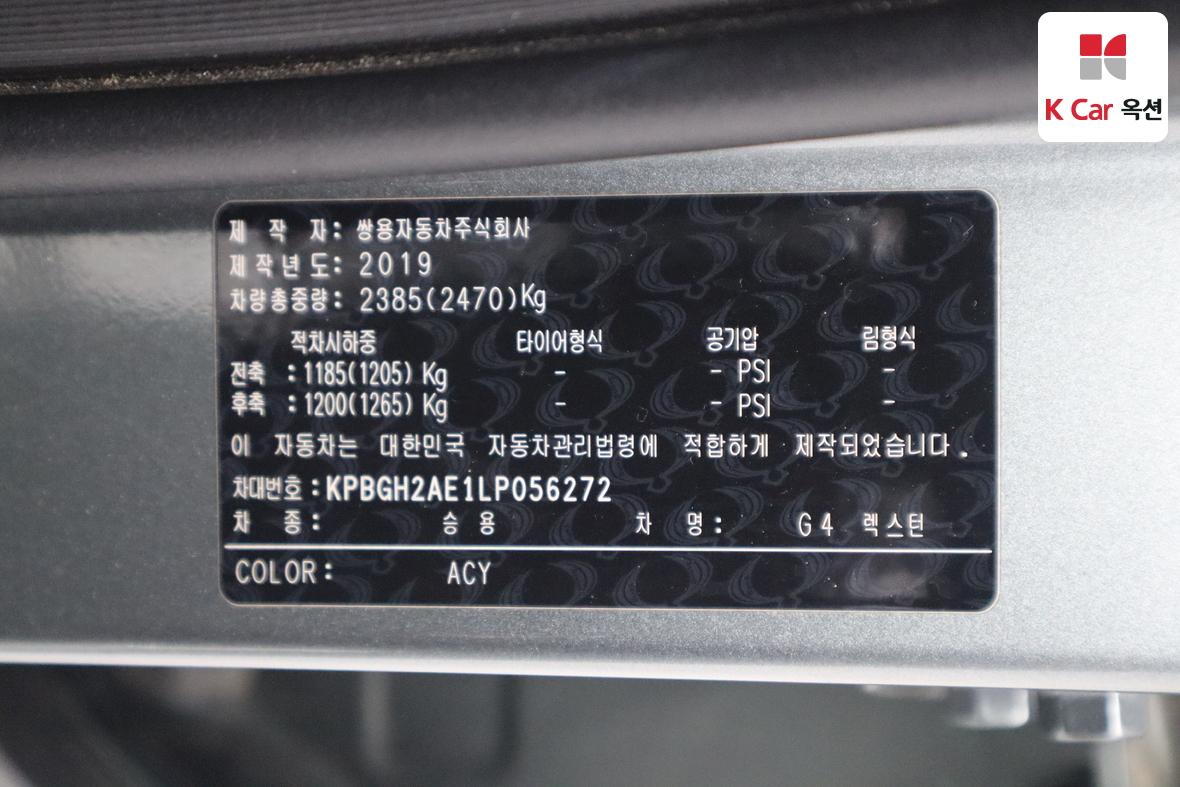 K Car 옥션
제 작 자: 쌍용자동차주식회사
제작년도: 2019
차량총중량: 2385(2470)Kg
적차시하중 타이어형식 공기압 림형식
전축 : 1185(1205) Kg - - PSI -
후축 : 1200(1265) Kg - - PSI -
이 자동차는 대한민국 자동차관리법령에 적합하게 제작되었습니다.
차대번호 : KPBGH2AE1LP056272
차 종: 승 용 차 명: G4 렉스턴
COLOR: ACY